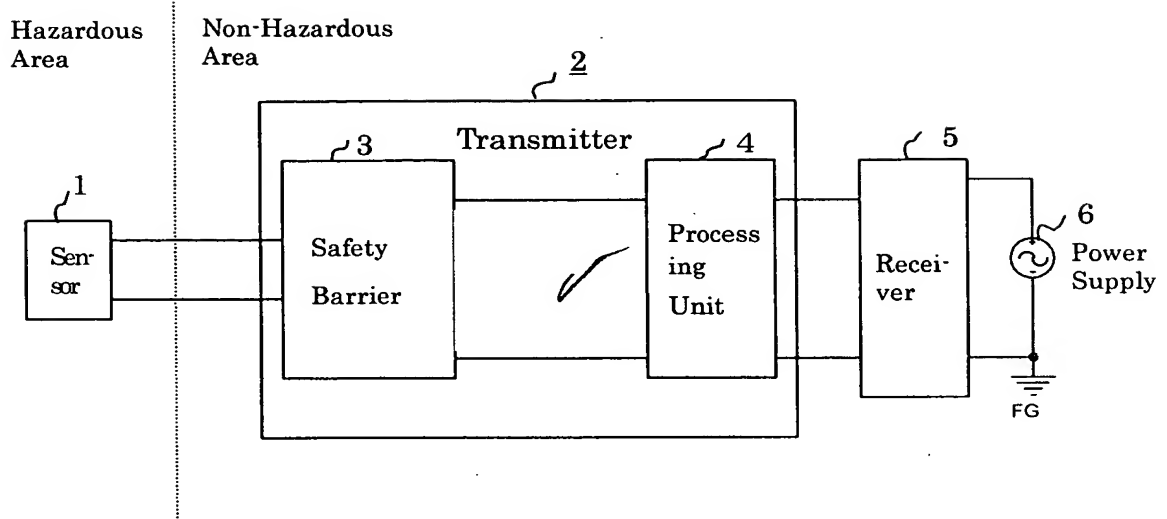 Hazardous
Area
Non-Hazardous
Area
2
Transmitter
3
4
5
1
6
Sen-
sor
Safety
Barrier
Process
ing
Unit
Recei-
ver
Power
Supply
FG